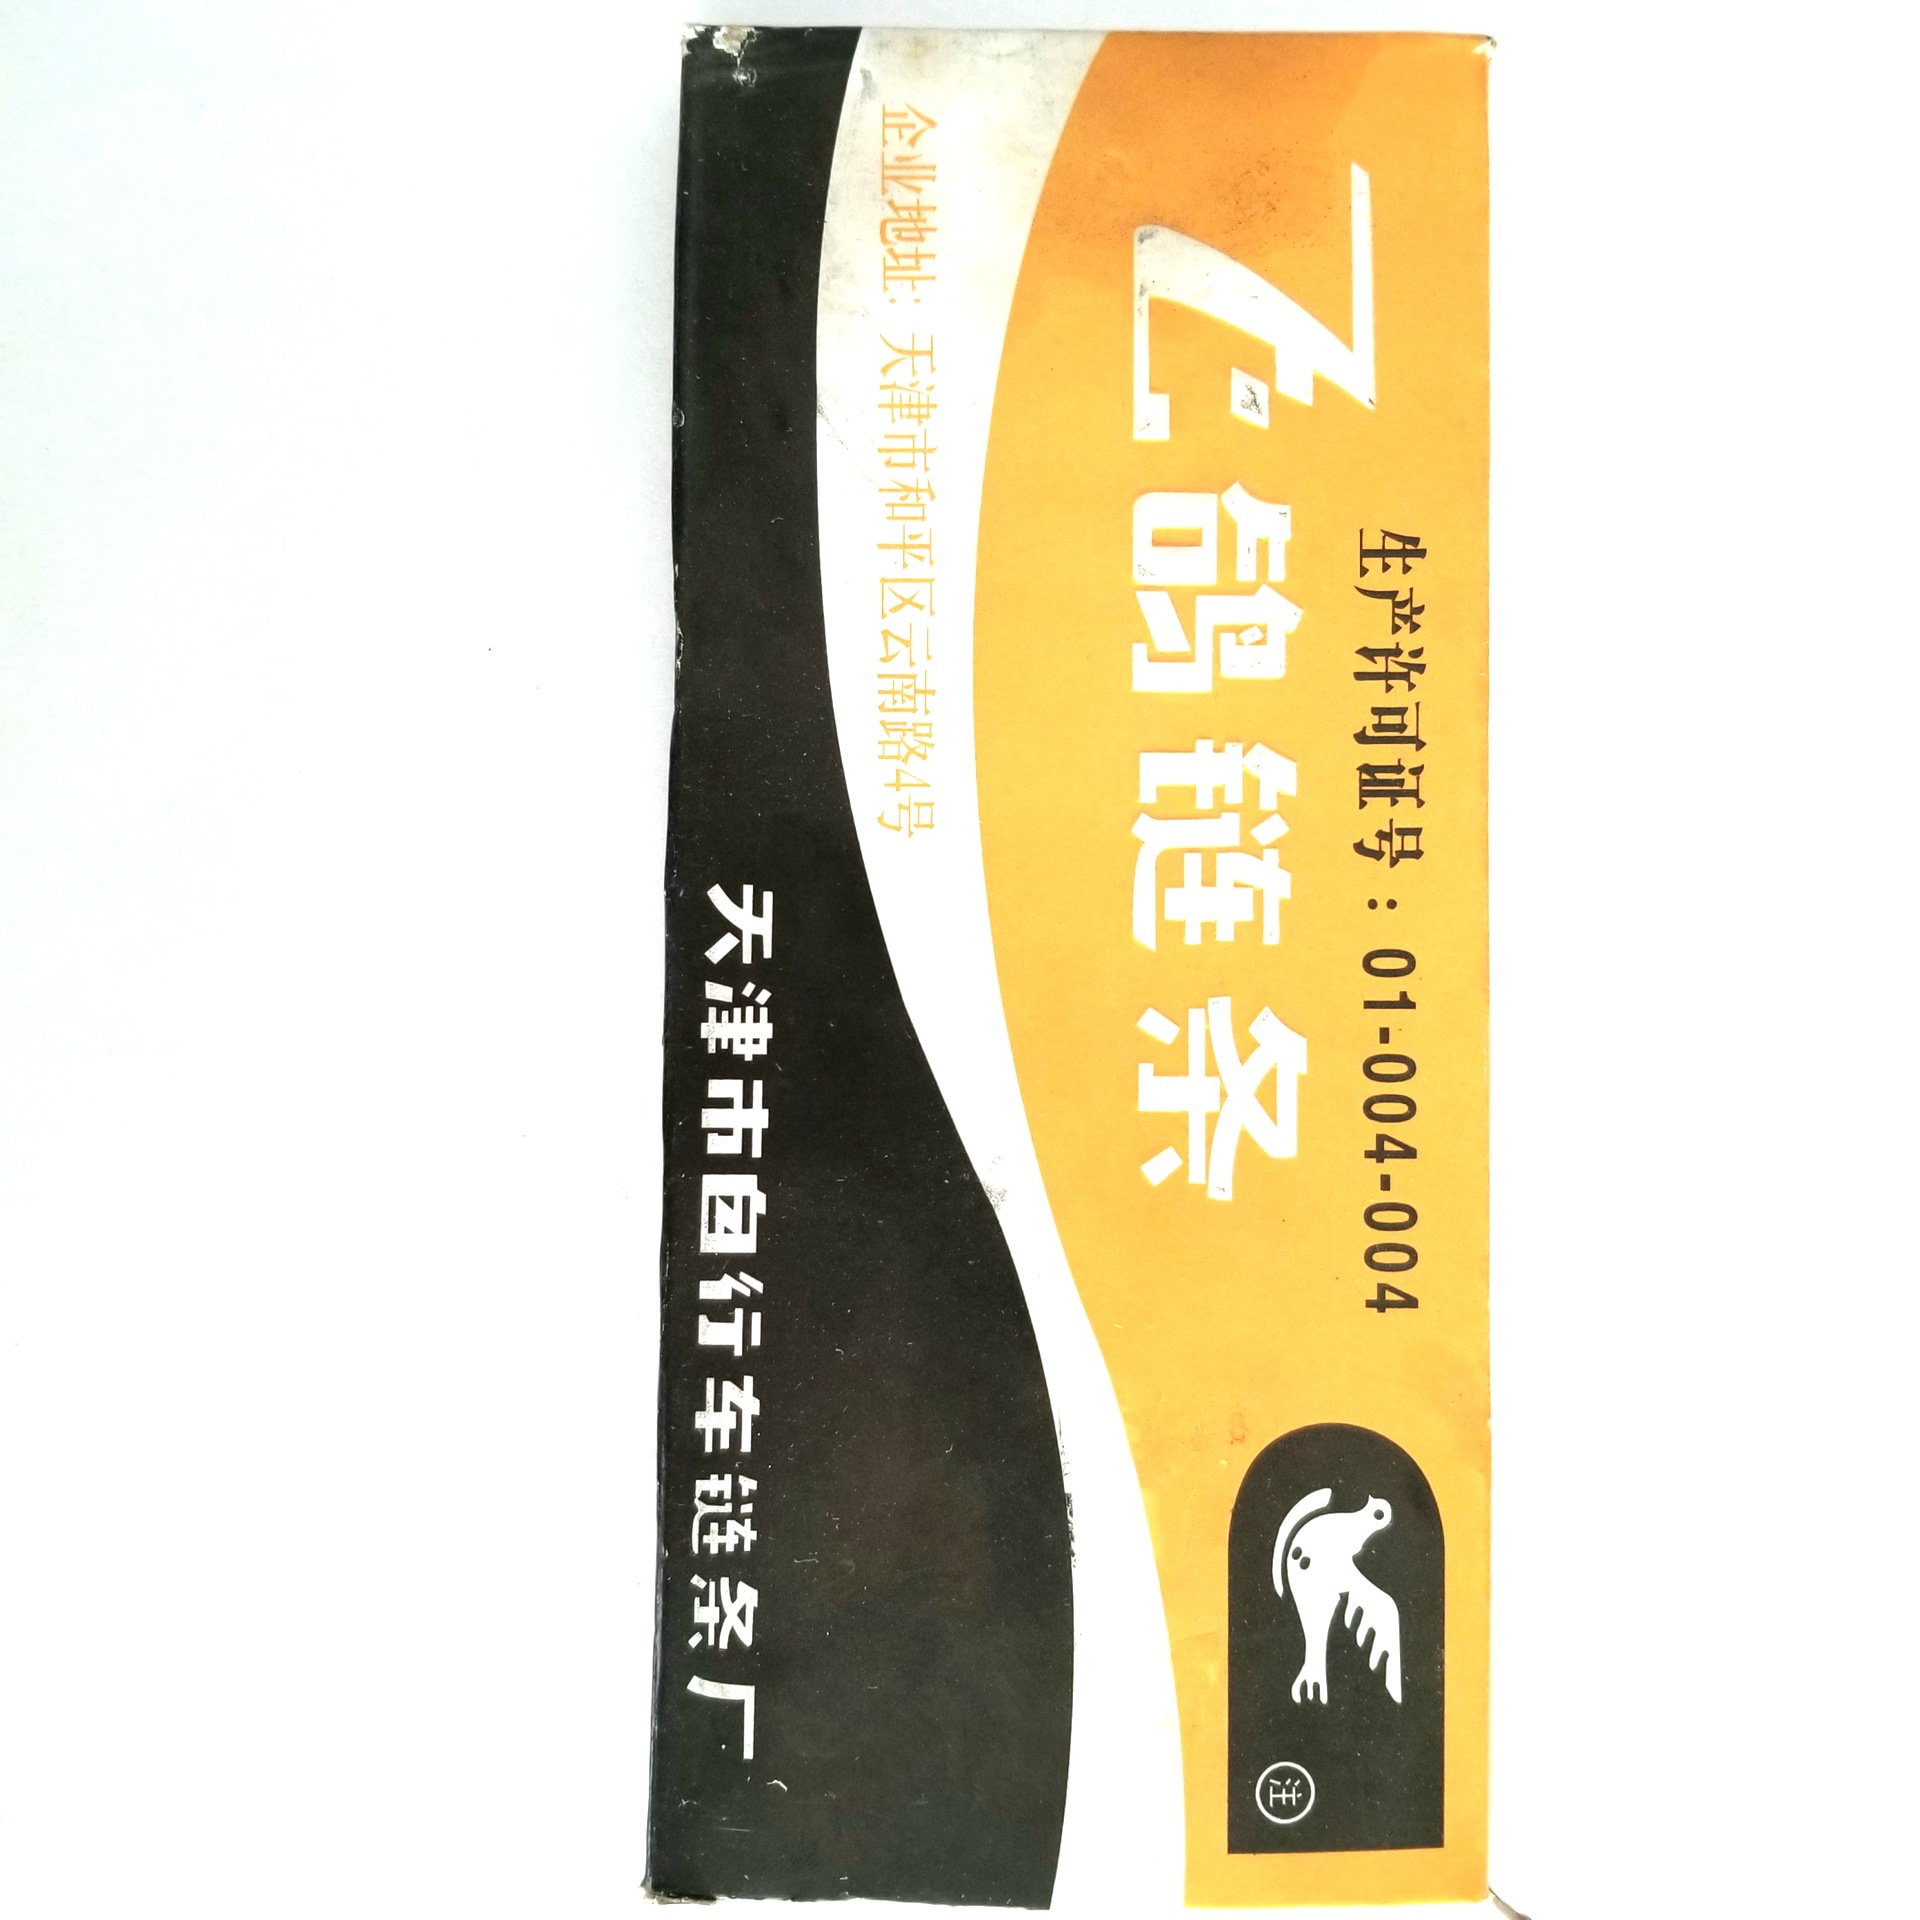 生产许可证号：01-004-004
飞鸽链条
注
企业地址：天津市和平区云南路4号
天津市自行车链条厂